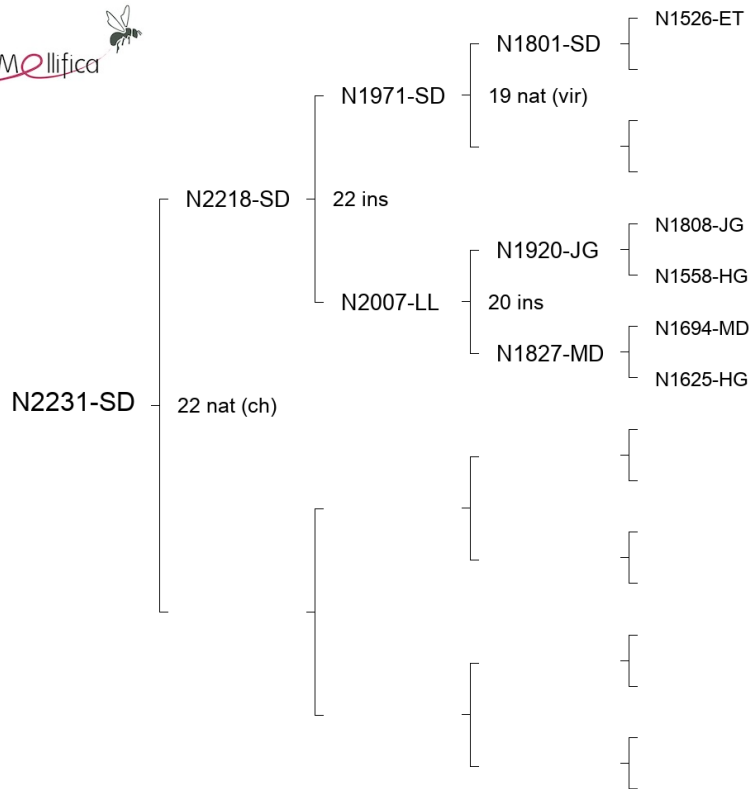 Mellifica
N1526-ET
N1801-SD
N1971-SD
19 nat (vir)
N2218-SD
22 ins
N1808-JG
N1920-JG
N1558-HG
N2007-LL
20 ins
N1694-MD
N1827-MD
N1625-HG
N2231-SD
22 nat (ch)